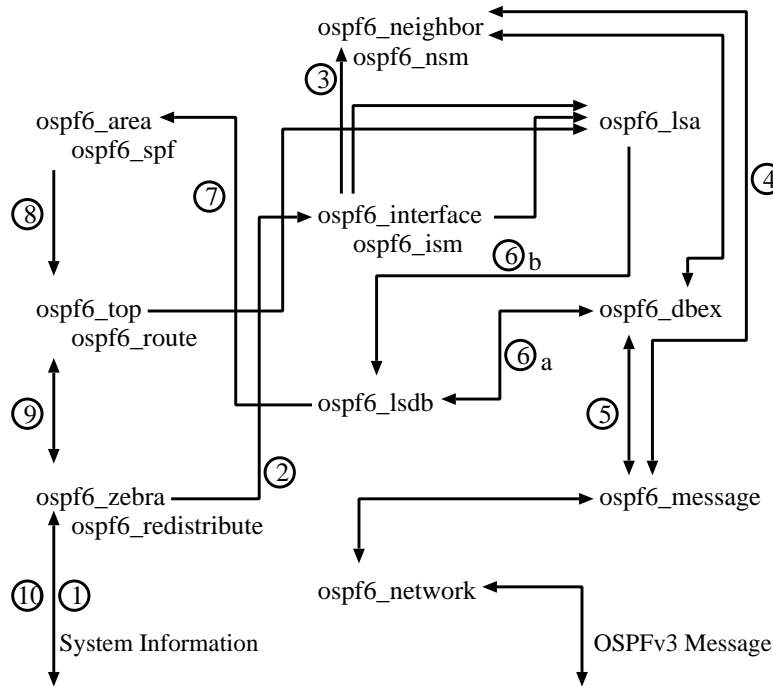 ospf6_neighbor
ospf6_nsm
3
ospf6_area
ospf6_spf
ospf6_lsa
7
4
8
ospf6_interface
ospf6_ism
6 b
ospf6_top
ospf6_route
ospf6_dbex
6 a
9
ospf6_lsdb
5
2
ospf6_zebra
ospf6_redistribute
ospf6_message
10 1
ospf6_network
System Information
OSPFv3 Message